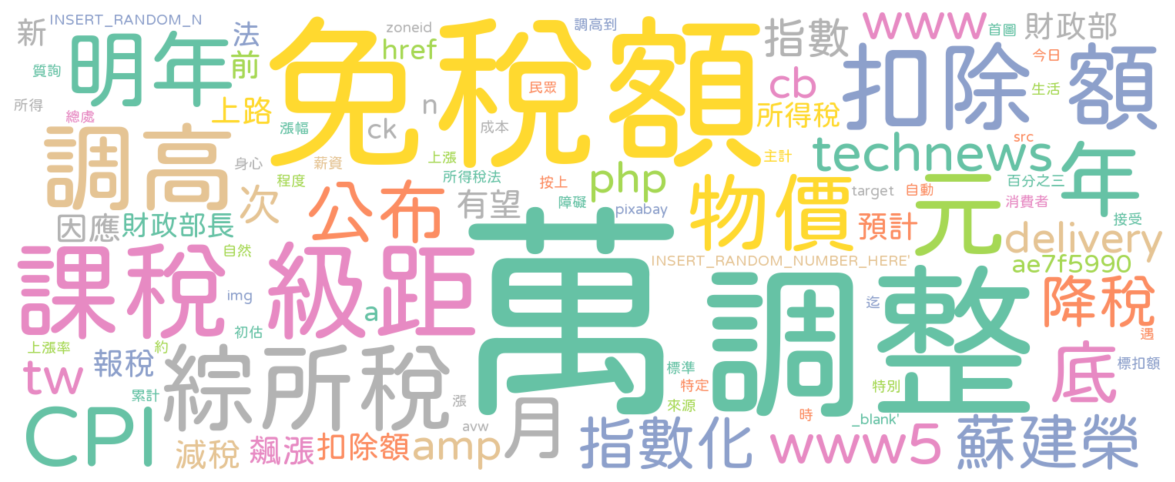 新
INSERT_RANDOM_N
法
zoneid
調高到
www
首圖
財政部
明年
質詢
前
href
免稅額
民眾
指數
cb
扣除額
今日
生活
所得
總處
上路
漲幅
ck
n
成本
所得稅
調高
身心
薪資
上漲
主計
technews
src
年
次
程度
公布
所得稅法
按上
php
物價
target
自動
元
百分之三
消費者
接受
因應
財政部長
有望
障礙
pixabay
預計
delivery
自然
萬
INSERT_RANDOM_NUMBER_HERE'
ae7f5990
課稅
級距
img
a
調整
迄
降稅
初估
遇
上漲率
約
tw
報稅
綜所稅
標準
底
標扣額
累計
特定
特別
CPI
漲
月
來源
時
_blank'
減稅
飆漲
扣除額
amp
avw
指數化
www5
蘇建榮